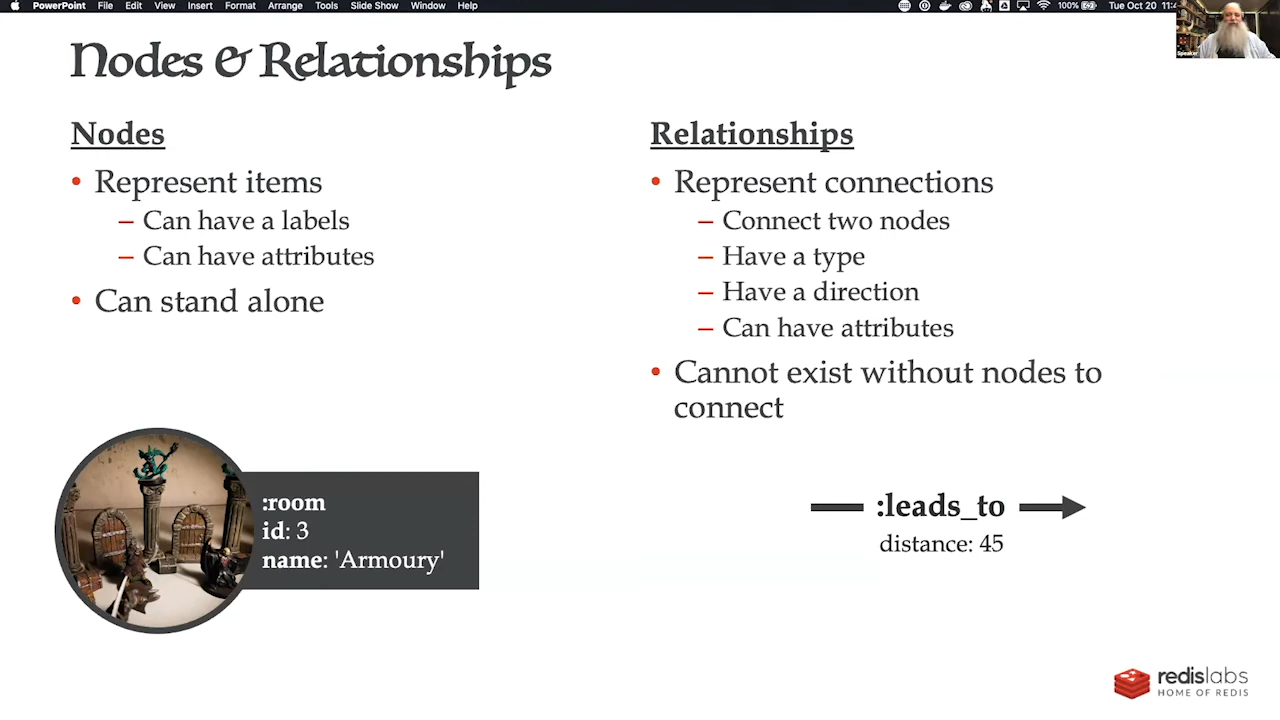 PowerPoint File Edit View Insert Format Arrange Tools Slide Show Window Help 100% Tue Oct 20
Speaker
Nodes & Relationships
Nodes
• Represent items
– Can have a labels
– Can have attributes
• Can stand alone
Relationships
• Represent connections
– Connect two nodes
– Have a type
– Have a direction
– Can have attributes
• Cannot exist without nodes to
connect
:room
id: 3
name: 'Armoury'
:leads_to
distance: 45
redislabs
HOME OF REDIS